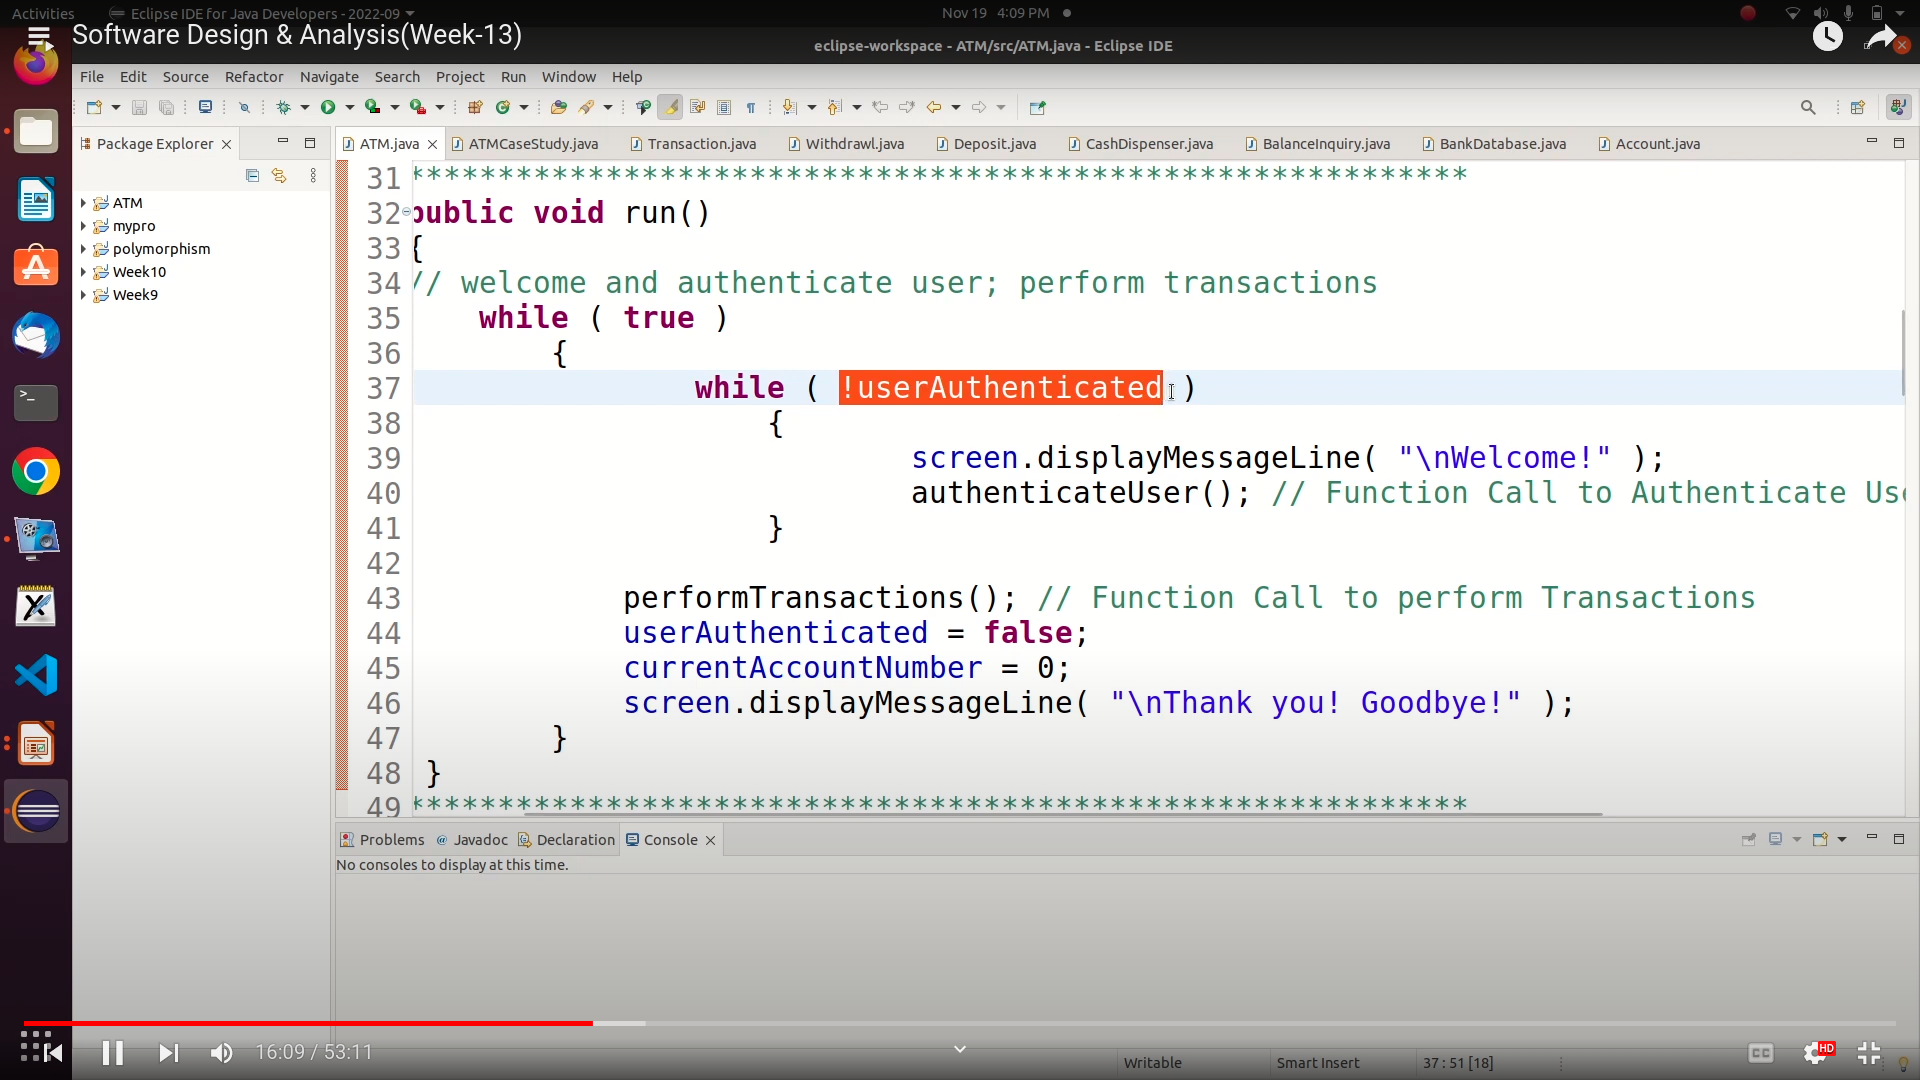 Activities
Eclipse IDE for Java Developers - 2022-09
Nov 19 4:09 PM
Software Design & Analysis(Week-13)
eclipse-workspace - ATM/src/ATM.java - Eclipse IDE
File Edit Source Refactor Navigate Search Project Run Window Help
Package Explorer
ATM.java ATMCaseStudy.java Transaction.java Withdrawl.java Deposit.java CashDispenser.java BalanceInquiry.java BankDatabase.java Account.java
ATM
mypro
polymorphism
Week10
Week9
31 **********************************************************
32 public void run()
33 {
34 // welcome and authenticate user; perform transactions
35 while ( true )
36 {
37 while ( !userAuthenticated )
38 {
39 screen.displayMessageLine( "\nWelcome!" );
40 authenticateUser(); // Function Call to Authenticate Us
41 }
42
43 performTransactions(); // Function Call to perform Transactions
44 userAuthenticated = false;
45 currentAccountNumber = 0;
46 screen.displayMessageLine( "\nThank you! Goodbye!" );
47 }
48 }
49 **********************************************************
Problems @ Javadoc Declaration Console
No consoles to display at this time.
16:09 / 53:11
Writable
Smart Insert
37 : 51 [18]
CC
HD